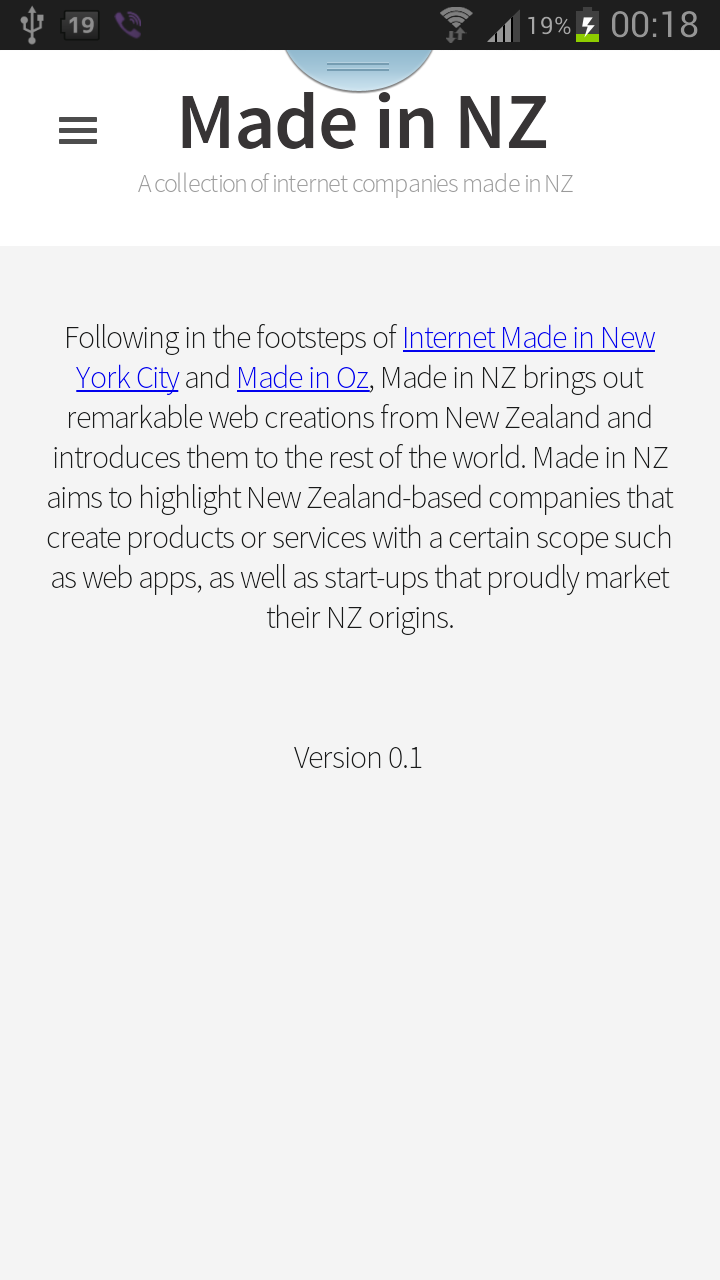 19 19% 00:18
Made in NZ
A collection of internet companies made in NZ
Following in the footsteps of Internet Made in New
York City and Made in Oz, Made in NZ brings out
remarkable web creations from New Zealand and
introduces them to the rest of the world. Made in NZ
aims to highlight New Zealand-based companies that
create products or services with a certain scope such
as web apps, as well as start-ups that proudly market
their NZ origins.
Version 0.1